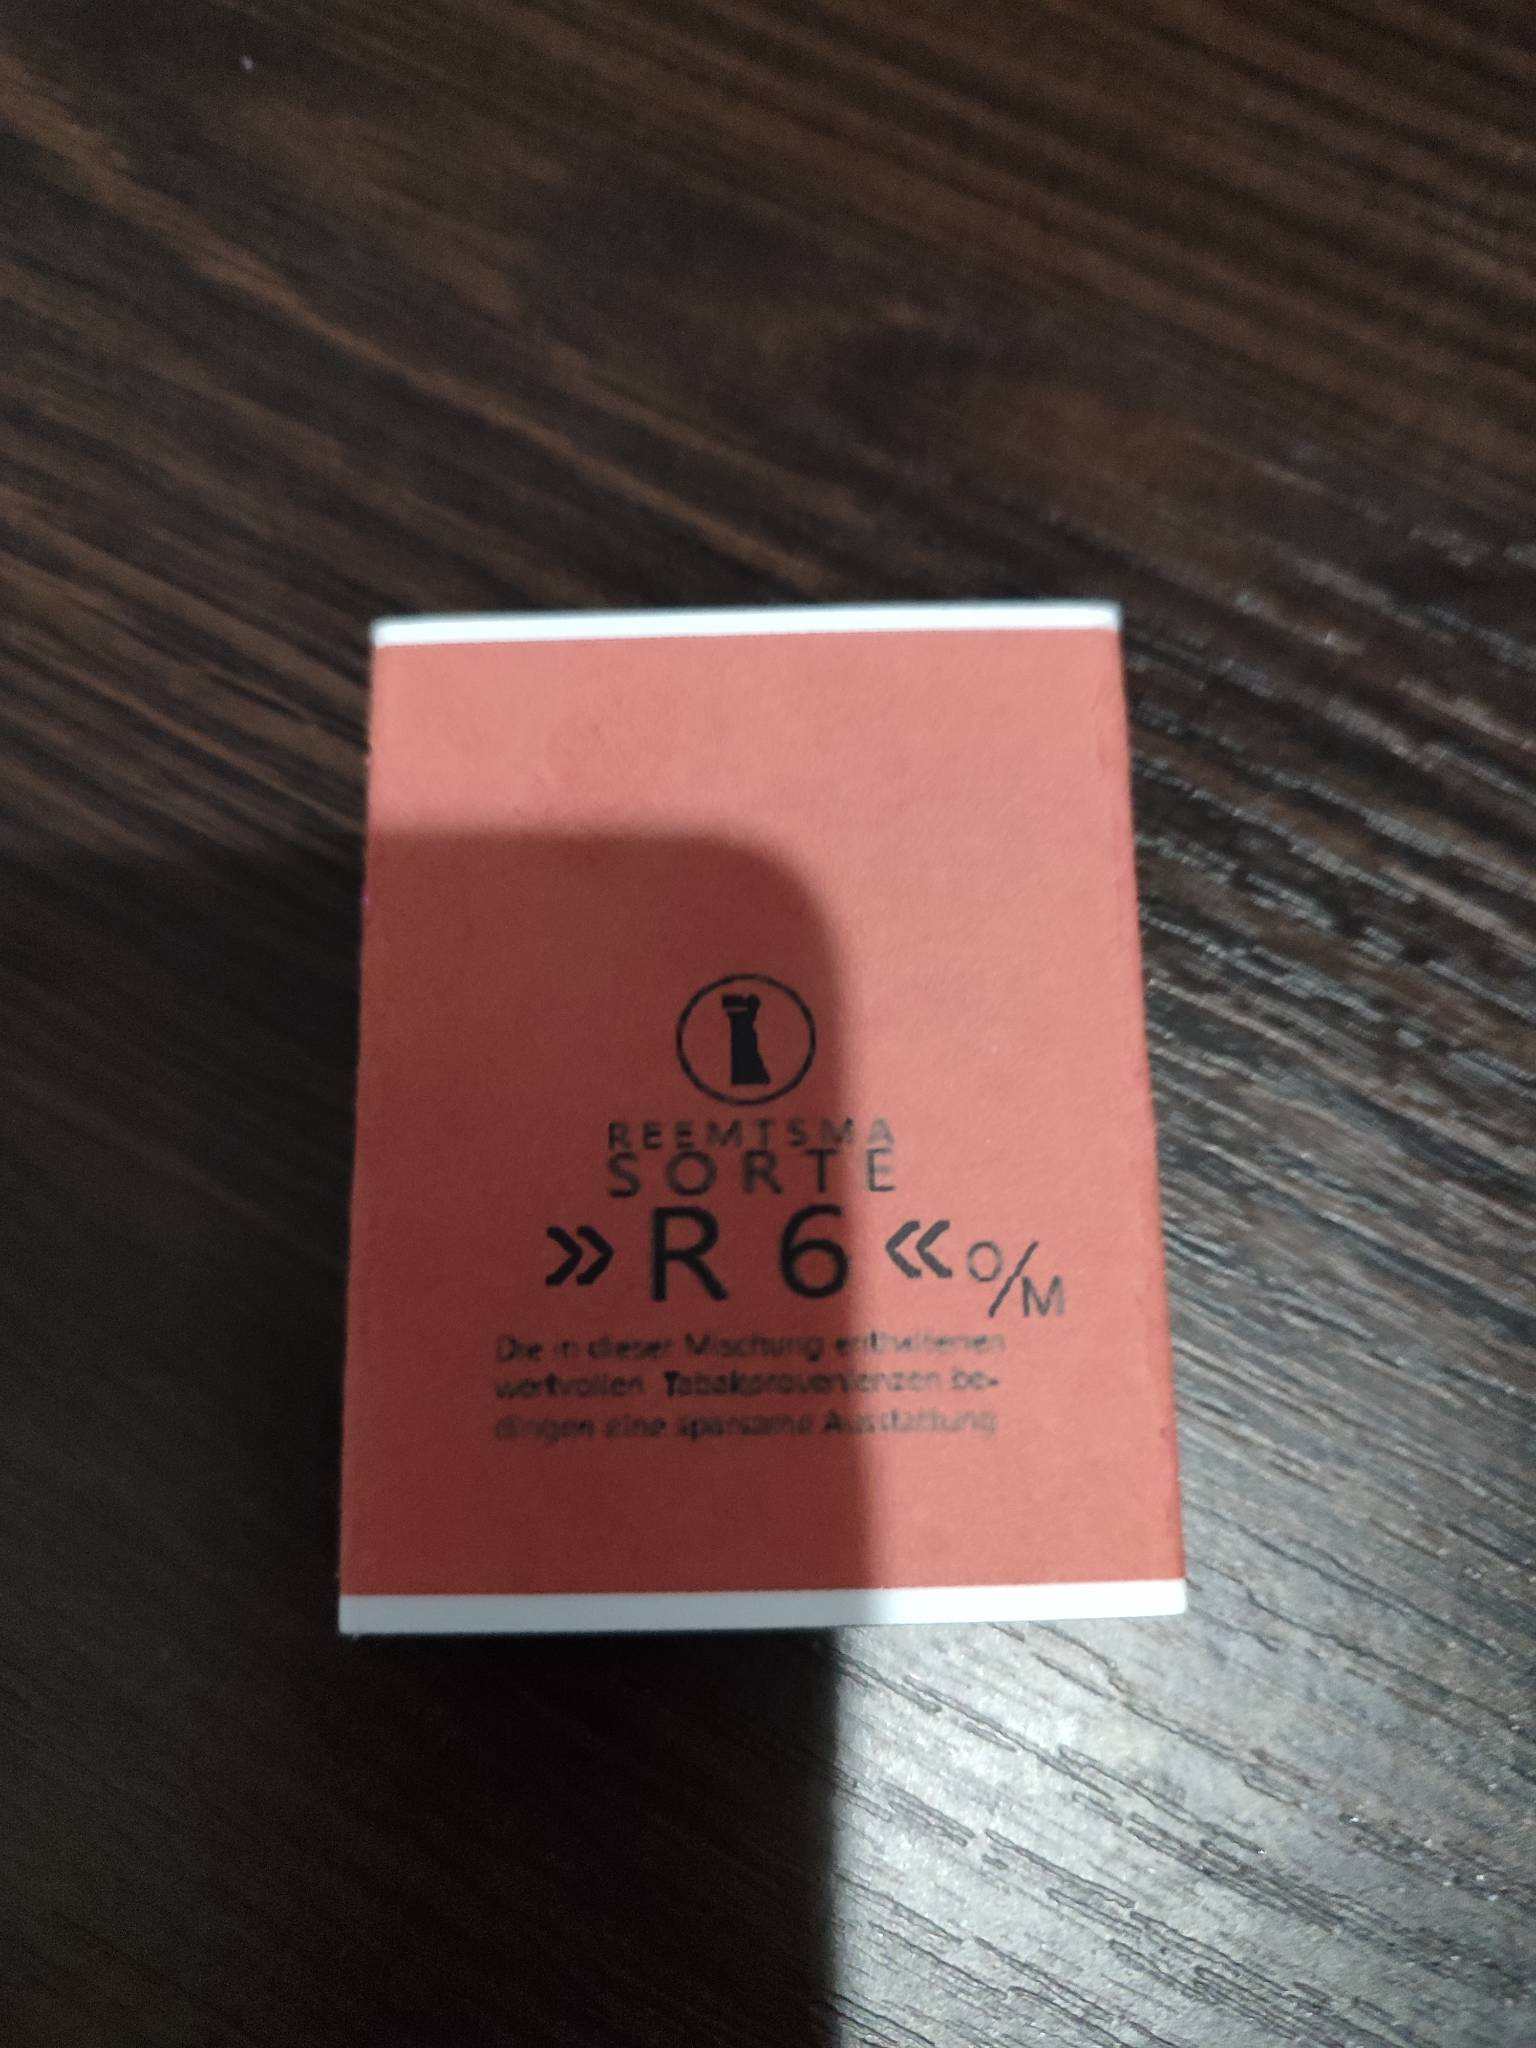 REEMTSMA
SORTE
» R 6 « O/M
Die in dieser Mischung enthaltenen
wertvollen Tabakprovenienzen be-
dingen eine sparsame Ausstattung